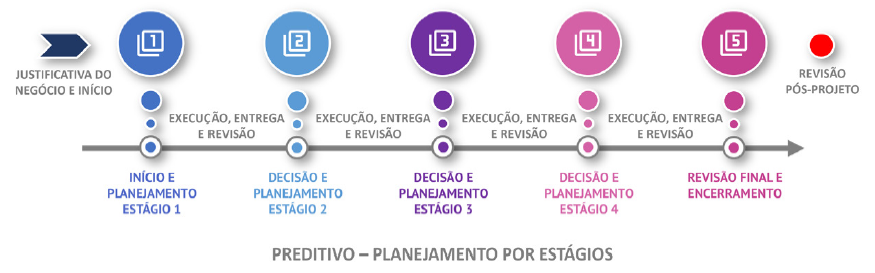 1
2
3
4
5
JUSTIFICATIVA DO
NEGÓCIO E INÍCIO
REVISÃO
PÓS-PROJETO
EXECUÇÃO, ENTREGA
E REVISÃO
EXECUÇÃO, ENTREGA
E REVISÃO
EXECUÇÃO, ENTREGA
E REVISÃO
EXECUÇÃO, ENTREGA
E REVISÃO
INÍCIO E
PLANEJAMENTO
ESTÁGIO 1
DECISÃO E
PLANEJAMENTO
ESTÁGIO 2
DECISÃO E
PLANEJAMENTO
ESTÁGIO 3
DECISÃO E
PLANEJAMENTO
ESTÁGIO 4
REVISÃO FINAL E
ENCERRAMENTO
PREDITIVO – PLANEJAMENTO POR ESTÁGIOS